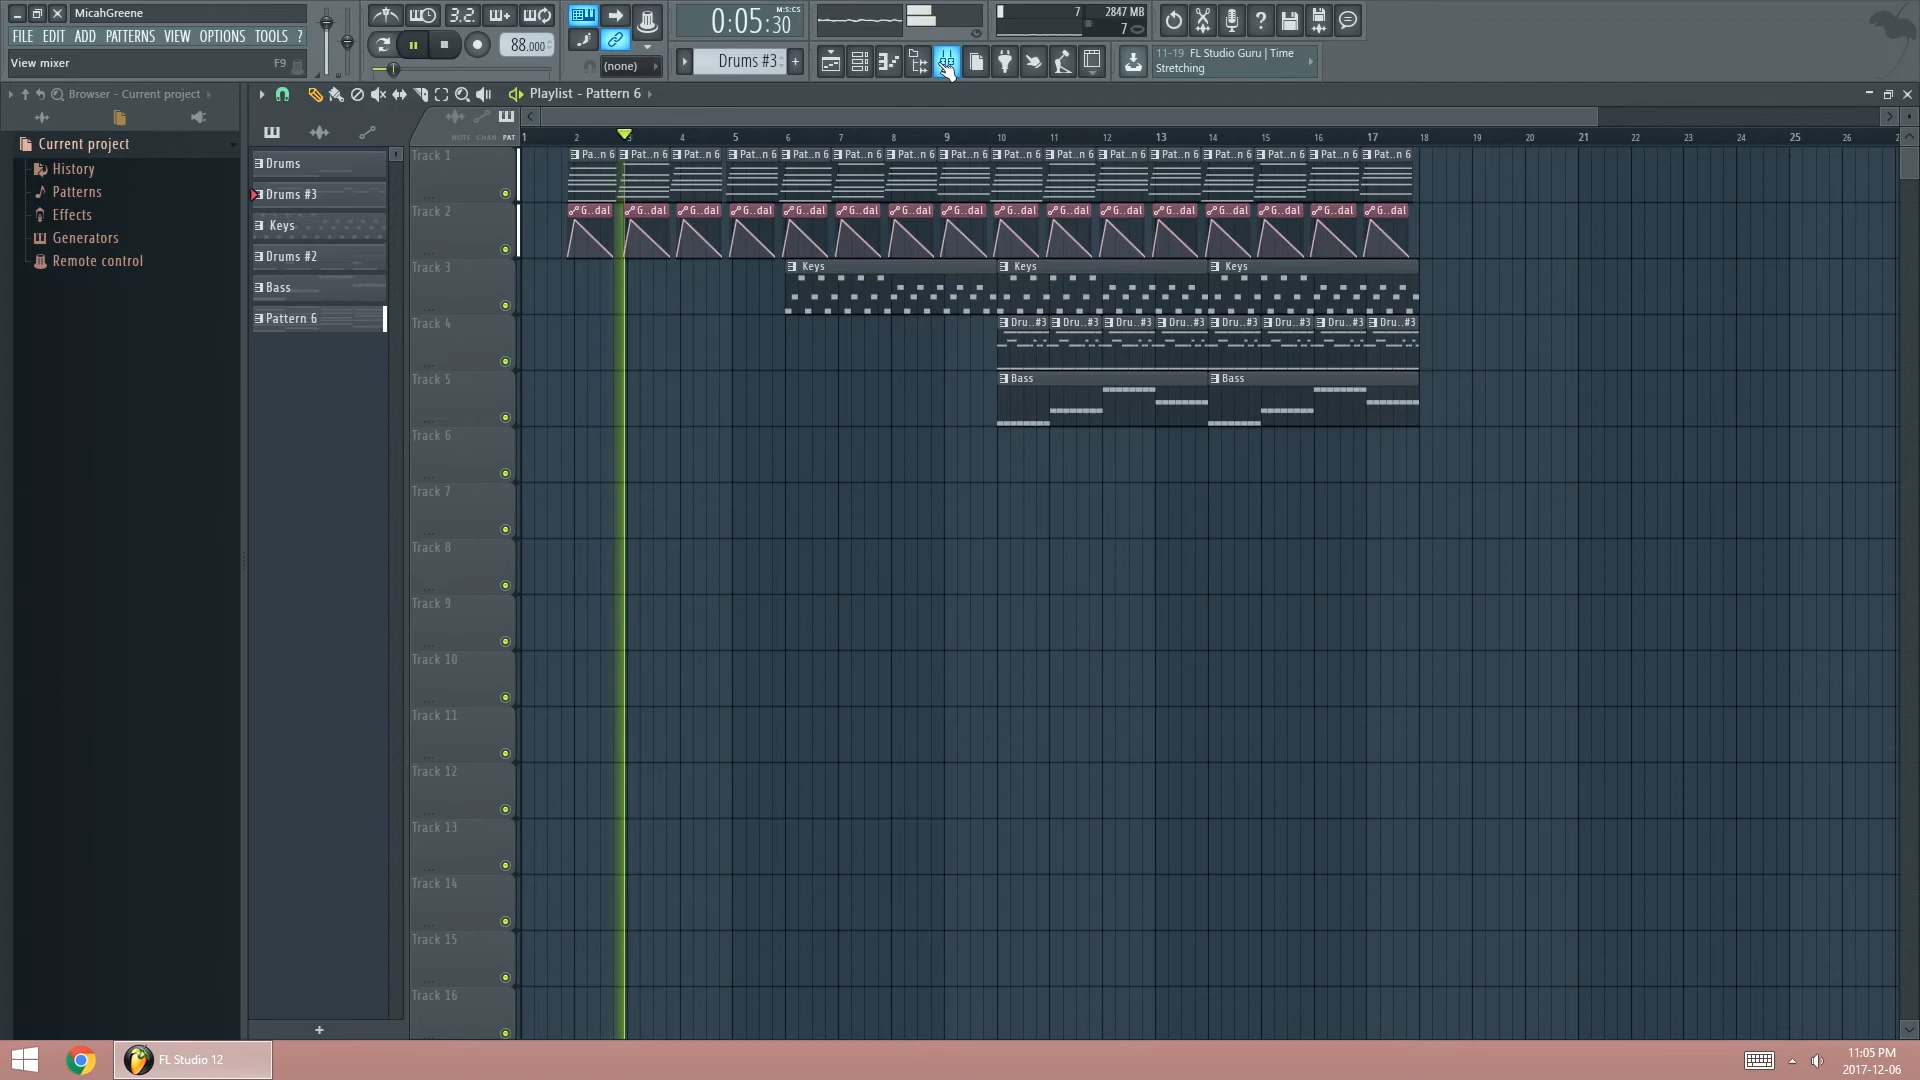 MicahGreene
FILE EDIT ADD PATTERNS VIEW OPTIONS TOOLS ?
View mixer F9
3.2.
88.000
(none)
0:05:30
M:S:CS
Drums #3
7
2847 MB
7
11-19 FL Studio Guru | Time
Stretching
Browser - Current project
Playlist - Pattern 6
Current project
History
Patterns
Effects
Generators
Remote control
Drums
Drums #3
Keys
Drums #2
Bass
Pattern 6
NOTE CHAN PAT
1 2 3 4 5 6 7 8 9 10 11 12 13 14 15 16 17 18 19 20 21 22 23 24 25 26
Track 1
Pa..n 6 Pat..n 6 Pat..n 6 Pat..n 6 Pat..n 6 Pat..n 6 Pat..n 6 Pat..n 6 Pat..n 6 Pat..n 6 Pat..n 6 Pat..n 6 Pat..n 6 Pat..n 6 Pat..n 6 Pat..n 6
Track 2
G..dal G..dal G..dal G..dal G..dal G..dal G..dal G..dal G..dal G..dal G..dal G..dal G..dal G..dal G..dal G..dal
Track 3
Keys Keys Keys
Track 4
Dru..#3 Dru..#3 Dru..#3 Dru..#3 Dru..#3 Dru..#3 Dru..#3 Dru..#3
Track 5
Bass Bass
Track 6
Track 7
Track 8
Track 9
Track 10
Track 11
Track 12
Track 13
Track 14
Track 15
Track 16
FL Studio 12
11:05 PM
2017-12-06